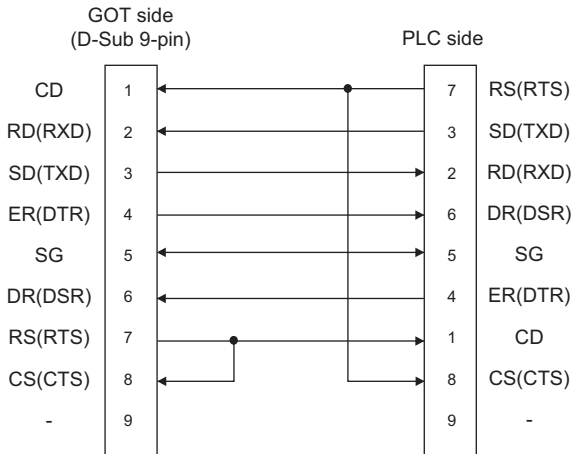 GOT side
(D-Sub 9-pin)
PLC side
CD 1 7 RS(RTS)
RD(RXD) 2 3 SD(TXD)
SD(TXD) 3 2 RD(RXD)
ER(DTR) 4 6 DR(DSR)
SG 5 5 SG
DR(DSR) 6 4 ER(DTR)
RS(RTS) 7 1 CD
CS(CTS) 8 8 CS(CTS)
- 9 9 -